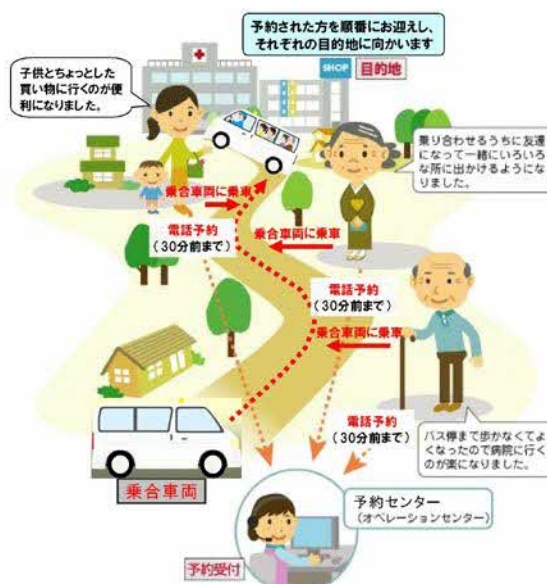 予約された方を順番にお迎えし、
それぞれの目的地に向かいます
SHOP
目的地
子供とちょっとした
買い物に行くのが便
利になりました。
乗り合わせるうちに友達
になって一緒にいろいろ
な所に出かけるようにな
りました。
乗合車両に乗車
電話予約
(30分前まで)
乗合車両に乗車
電話予約
(30分前まで)
乗合車両に乗車
電話予約
(30分前まで)
バス停まで歩かなくてよ
くなったので病院に行く
のが楽になりました。
乗合車両
予約センター
(オペレーションセンター)
予約受付